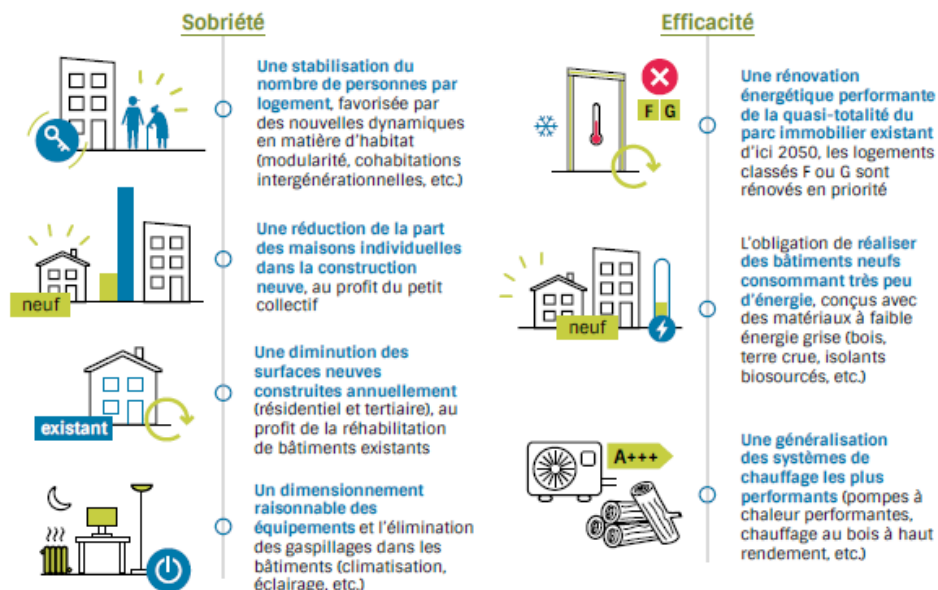 Sobriété
Une stabilisation du
nombre de personnes par
logement, favorisée par
des nouvelles dynamiques
en matière d'habitat
(modularité, cohabitations
intergénérationnelles, etc.)
neuf
Une réduction de la part
des maisons individuelles
dans la construction
neuve, au profit du petit
collectif
existant
Une diminution des
surfaces neuves
construites annuellement
(résidentiel et tertiaire), au
profit de la réhabilitation
de bâtiments existants
Un dimensionnement
raisonnable des
équipements et l'élimination
des gaspillages dans les
bâtiments (climatisation,
éclairage, etc.)
Efficacité
F G
Une rénovation
énergétique performante
de la quasi-totalité du
parc immobilier existant
d'ici 2050, les logements
classés F ou G sont
rénovés en priorité
neuf
L'obligation de réaliser
des bâtiments neufs
consommant très peu
d'énergie, conçus avec
des matériaux à faible
énergie grise (bois,
terre crue, isolants
biosourcés, etc.)
A+++
Une généralisation
des systèmes de
chauffage les plus
performants (pompes à
chaleur performantes,
chauffage au bois à haut
rendement, etc.)